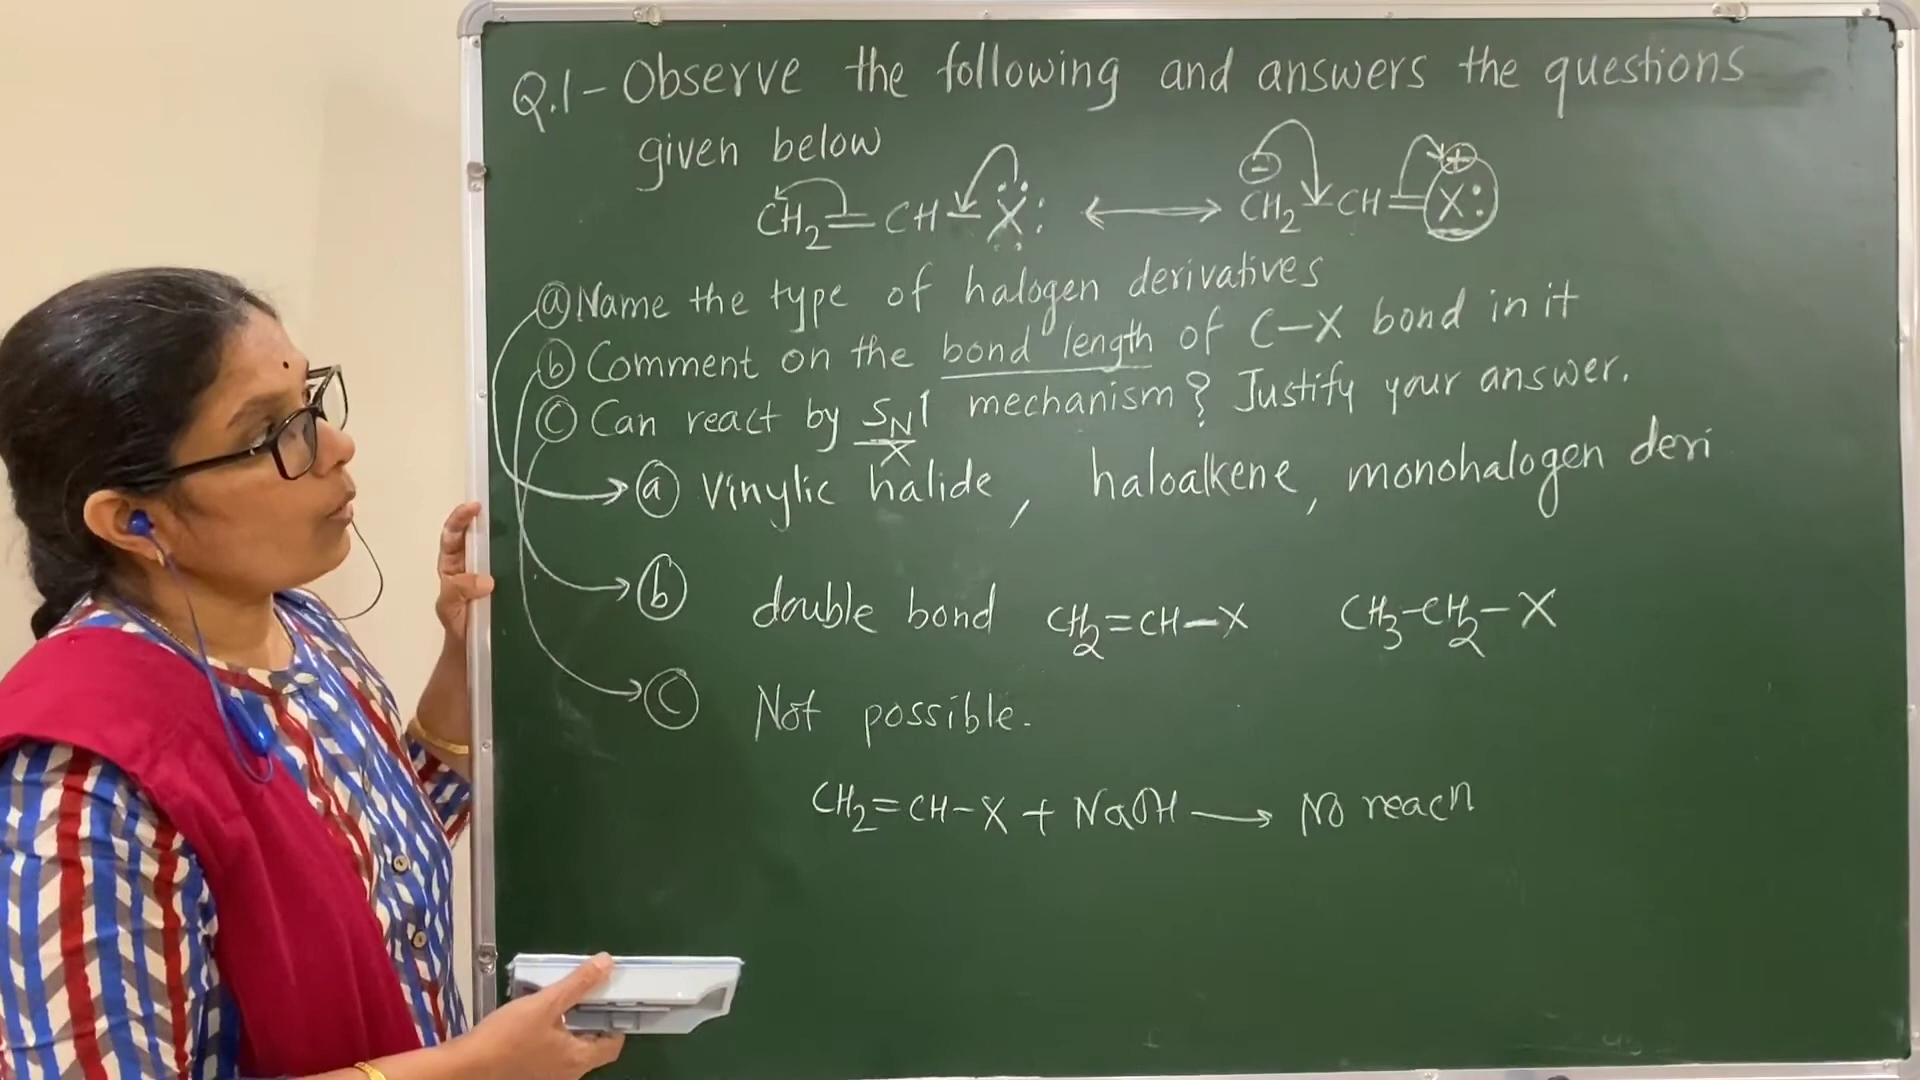 Q.1- Observe the following and answers the questions
given below
CH2=CH-X: ⟷ ⊖ CH2-CH=X: ⊕
ⓐ Name the type of halogen derivatives
ⓑ Comment on the bond length of C-X bond in it
ⓒ Can react by SN1 mechanism? Justify your answer.
X
ⓐ Vinylic halide, haloalkene, monohalogen deri
ⓑ double bond CH2=CH-X CH3-CH2-X
ⓒ Not possible.
CH2=CH-X + NaOH → No reacn